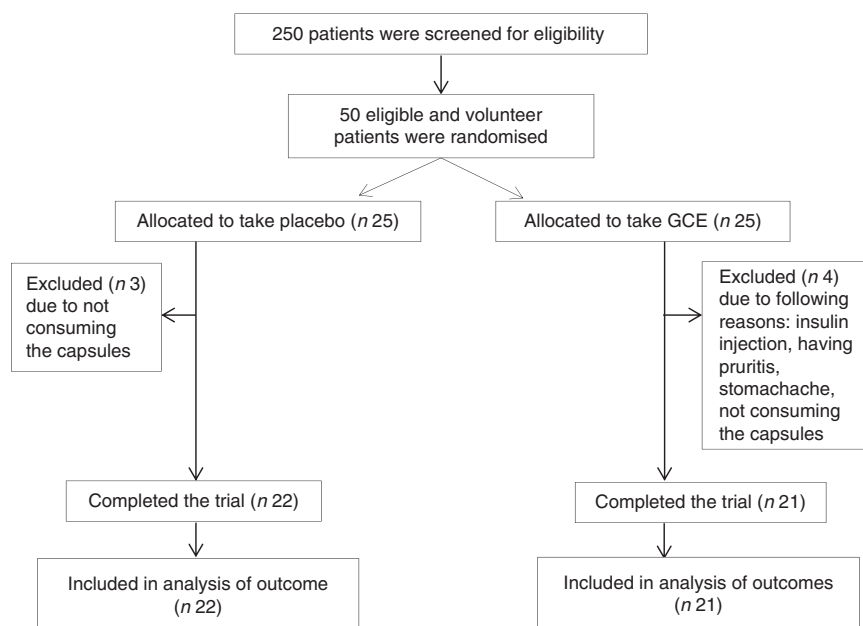 250 patients were screened for eligibility
50 eligible and volunteer
patients were randomised
Allocated to take placebo (n 25)
Allocated to take GCE (n 25)
Excluded (n 3)
due to not
consuming
the capsules
Excluded (n 4)
due to following
reasons: insulin
injection, having
pruritis,
stomachache,
not consuming
the capsules
Completed the trial (n 22)
Completed the trial (n 21)
Included in analysis of outcome
(n 22)
Included in analysis of outcomes
(n 21)